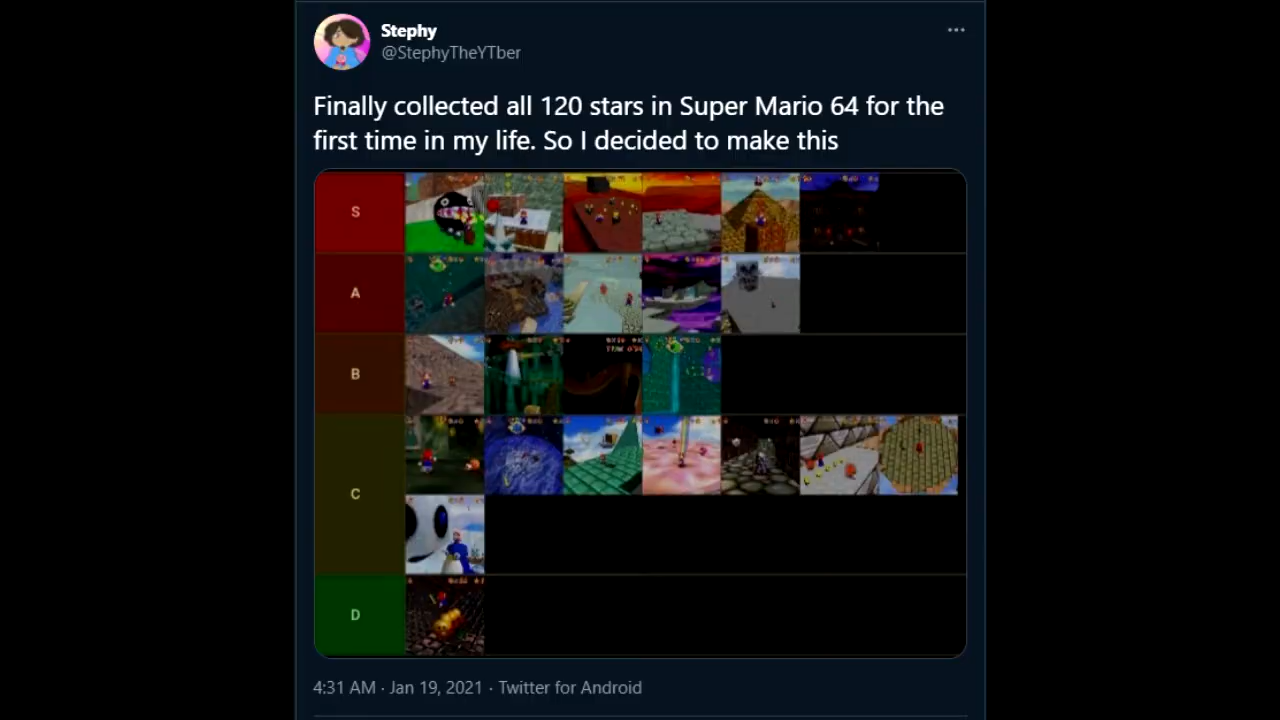 Stephy
@StephyTheYTber
Finally collected all 120 stars in Super Mario 64 for the
first time in my life. So I decided to make this
S
A
B
C
D
4:31 AM · Jan 19, 2021 · Twitter for Android